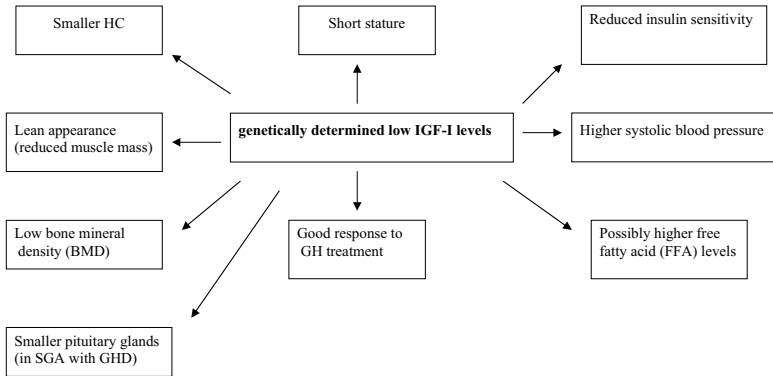 Smaller HC
Short stature
Reduced insulin sensitivity
Lean appearance
(reduced muscle mass)
genetically determined low IGF-I levels
Higher systolic blood pressure
Low bone mineral
density (BMD)
Good response to
GH treatment
Possibly higher free
fatty acid (FFA) levels
Smaller pituitary glands
(in SGA with GHD)